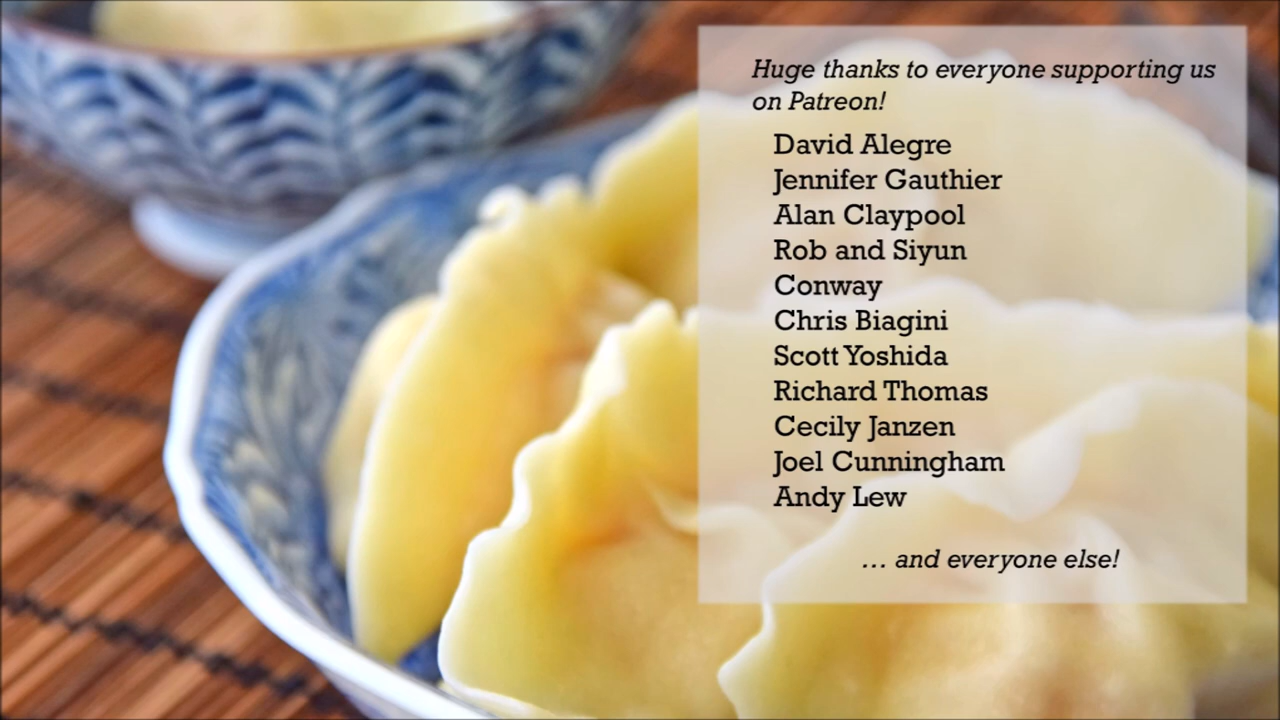 Huge thanks to everyone supporting us
on Patreon!
David Alegre
Jennifer Gauthier
Alan Claypool
Rob and Siyun
Conway
Chris Biagini
Scott Yoshida
Richard Thomas
Cecily Janzen
Joel Cunningham
Andy Lew
… and everyone else!